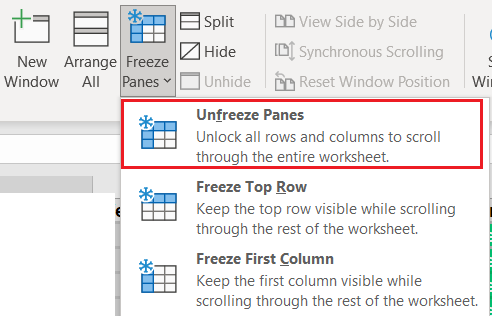 New
Window
Arrange
All
Freeze
Panes
Split
Hide
Unhide
View Side by Side
Synchronous Scrolling
Reset Window Position
Unfreeze Panes
Unlock all rows and columns to scroll
through the entire worksheet.
Freeze Top Row
Keep the top row visible while scrolling
through the rest of the worksheet.
Freeze First Column
Keep the first column visible while
scrolling through the rest of the worksheet.